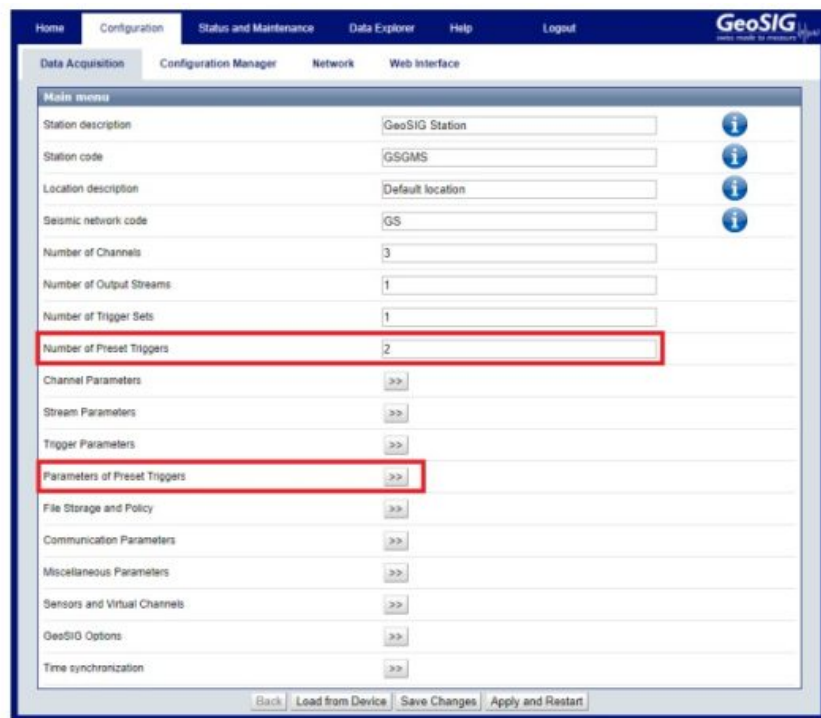 Home Configuration Status and Maintenance Data Explorer Help Logout GeoSIG
swiss made to measure
Data Acquisition Configuration Manager Network Web Interface
Main menu
Station description GeoSIG Station i
Station code GSGMS i
Location description Default location i
Seismic network code GS i
Number of Channels 3
Number of Output Streams 1
Number of Trigger Sets 1
Number of Preset Triggers 2
Channel Parameters >>
Stream Parameters >>
Trigger Parameters >>
Parameters of Preset Triggers >>
File Storage and Policy >>
Communication Parameters >>
Miscellaneous Parameters >>
Sensors and Virtual Channels >>
GeoSIG Options >>
Time synchronization >>
Back Load from Device Save Changes Apply and Restart